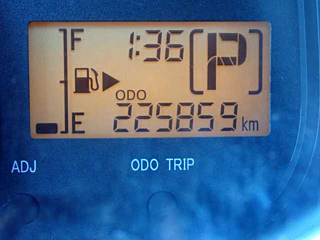 F 1:36 P
ODO
E 225859 km
ADJ ODO TRIP